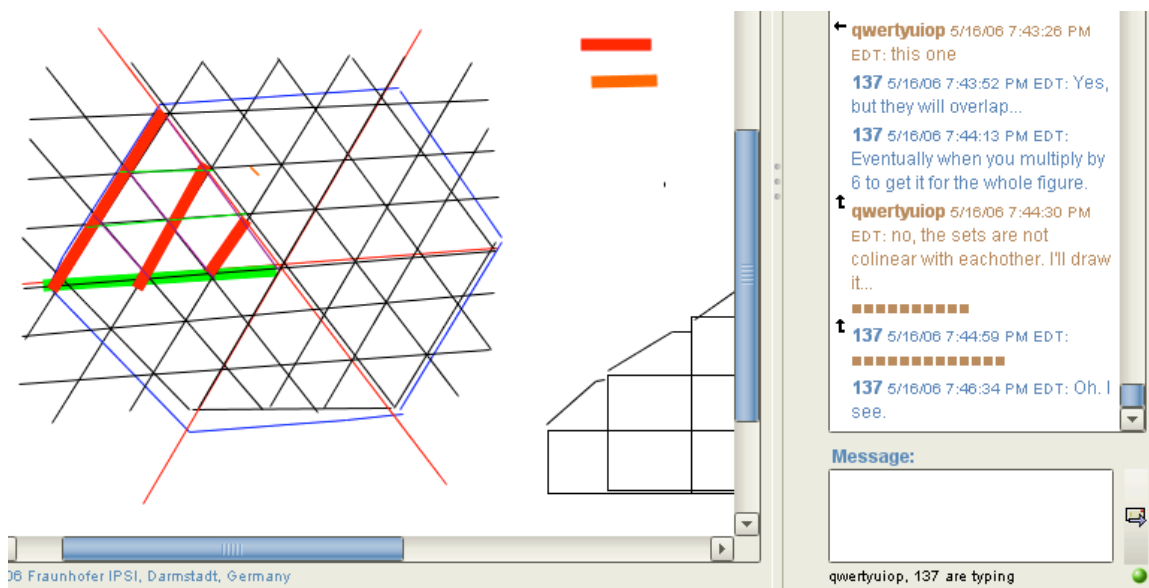 qwertyuiop 5/16/06 7:43:26 PM
EDT: this one
137 5/16/06 7:43:52 PM EDT: Yes,
but they will overlap...
137 5/16/06 7:44:13 PM EDT:
Eventually when you multiply by
6 to get it for the whole figure.
qwertyuiop 5/16/06 7:44:30 PM
EDT: no, the sets are not
colinear with eachother. I'll draw
it...
137 5/16/06 7:44:59 PM EDT:
137 5/16/06 7:46:34 PM EDT: Oh. I
see.
Message:
06 Fraunhofer IPSI, Darmstadt, Germany
qwertyuiop, 137 are typing